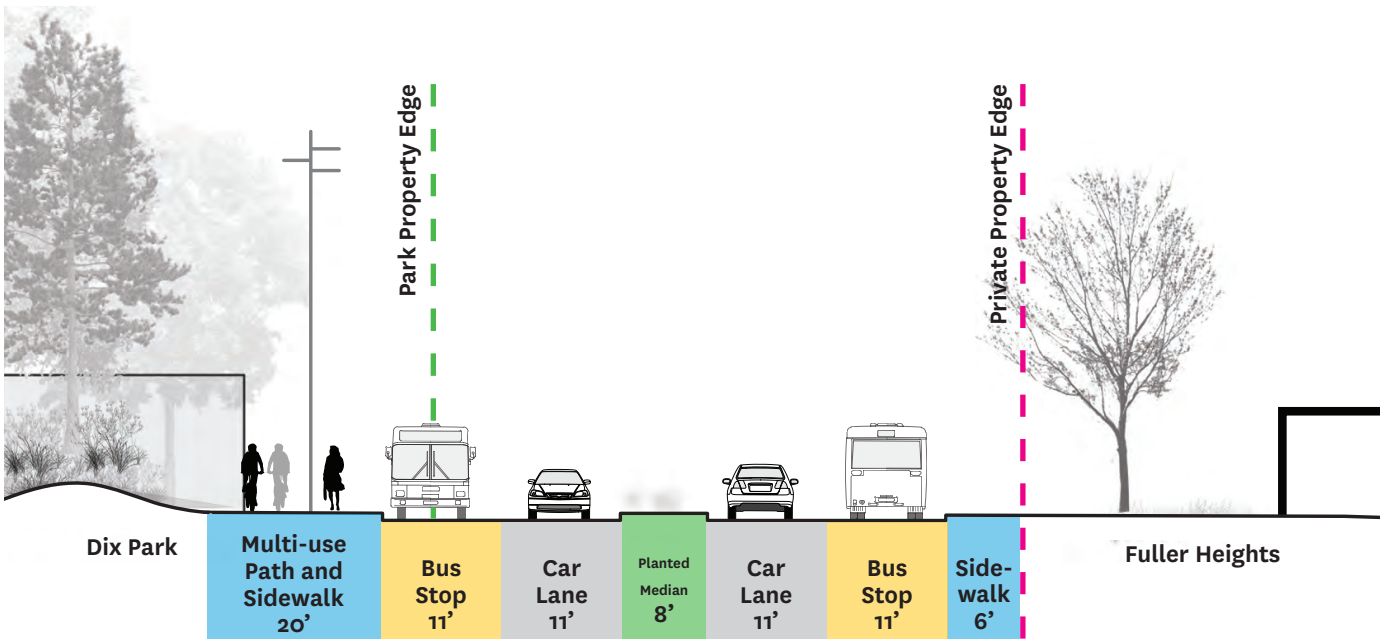 Park Property Edge
Private Property Edge
Dix Park
Multi-use
Path and
Sidewalk
20’
Bus
Stop
11’
Car
Lane
11’
Planted
Median
8’
Car
Lane
11’
Bus
Stop
11’
Side-
walk
6’
Fuller Heights